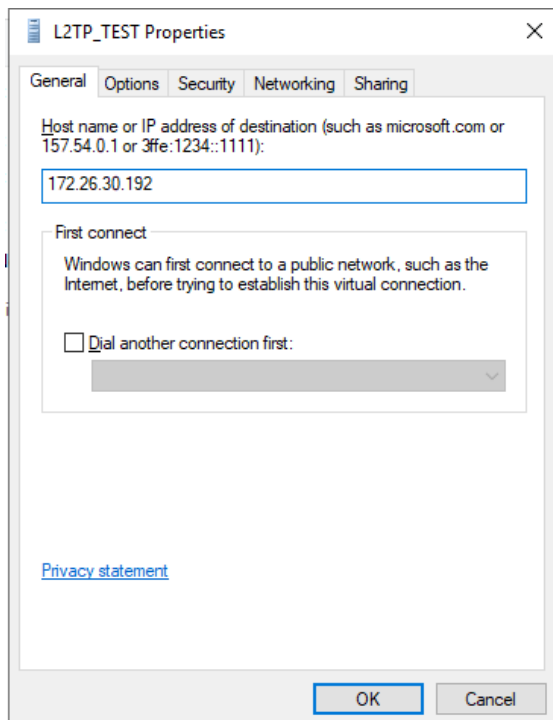 L2TP_TEST Properties
General Options Security Networking Sharing
Host name or IP address of destination (such as microsoft.com or
157.54.0.1 or 3ffe:1234::1111):
172.26.30.192
First connect
Windows can first connect to a public network, such as the
Internet, before trying to establish this virtual connection.
Dial another connection first:
Privacy statement
OK Cancel